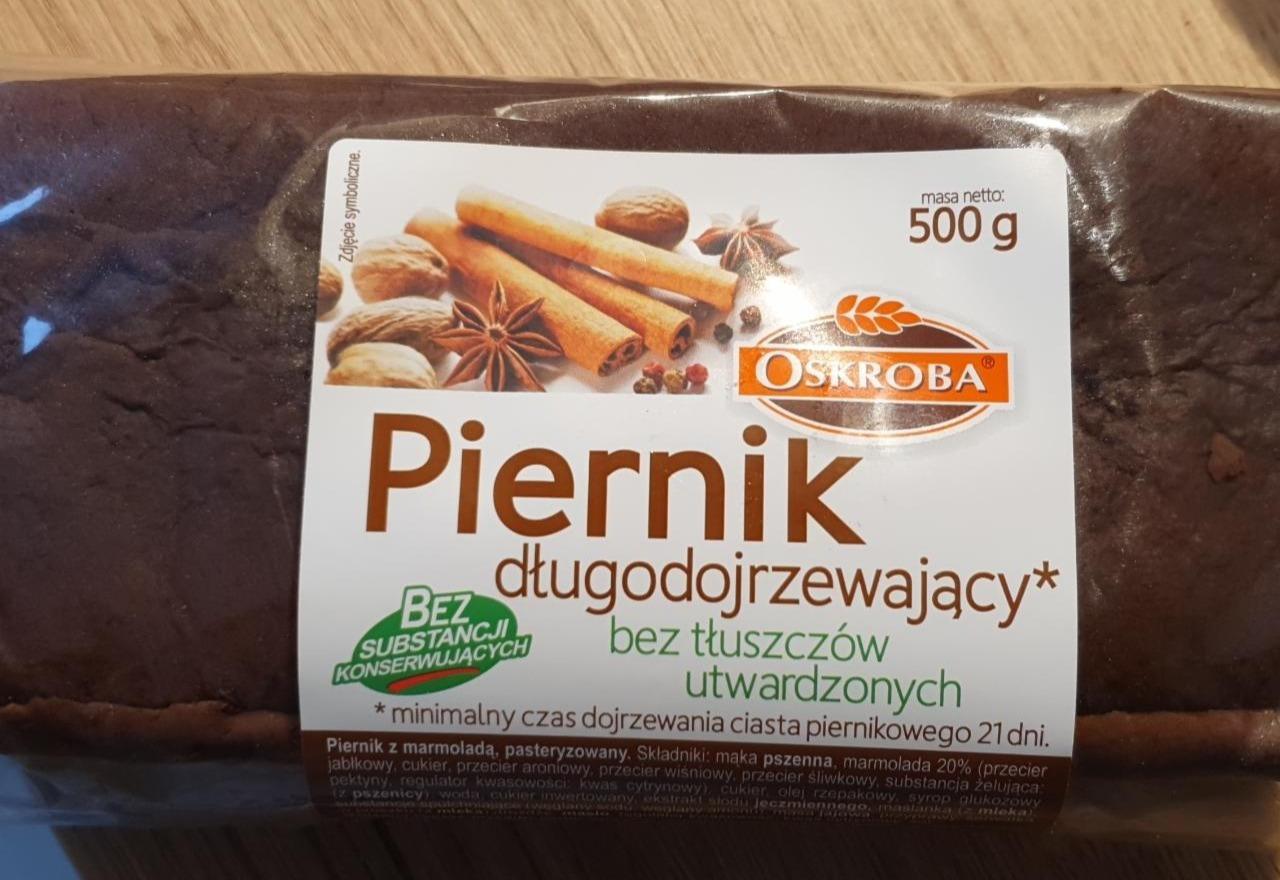 Zdjęcie symboliczne.
masa netto:
500 g
OSKROBA®
Piernik
długodojrzewający*
bez tłuszczów
utwardzonych
BEZ
SUBSTANCJI
KONSERWUJĄCYCH
* minimalny czas dojrzewania ciasta piernikowego 21 dni.
Piernik z marmoladą, pasteryzowany. Składniki: mąka pszenna, marmolada 20% (przecier
jabłkowy, cukier, przecier aroniowy, przecier wiśniowy, przecier śliwkowy, substancja żelująca:
pektyny, regulator kwasowości: kwas cytrynowy), cukier, olej rzepakowy, syrop glukozowy
(z pszenicy), woda, cukier inwertowany, ekstrakt słodu jęczmiennego, maślanka (z mleka),